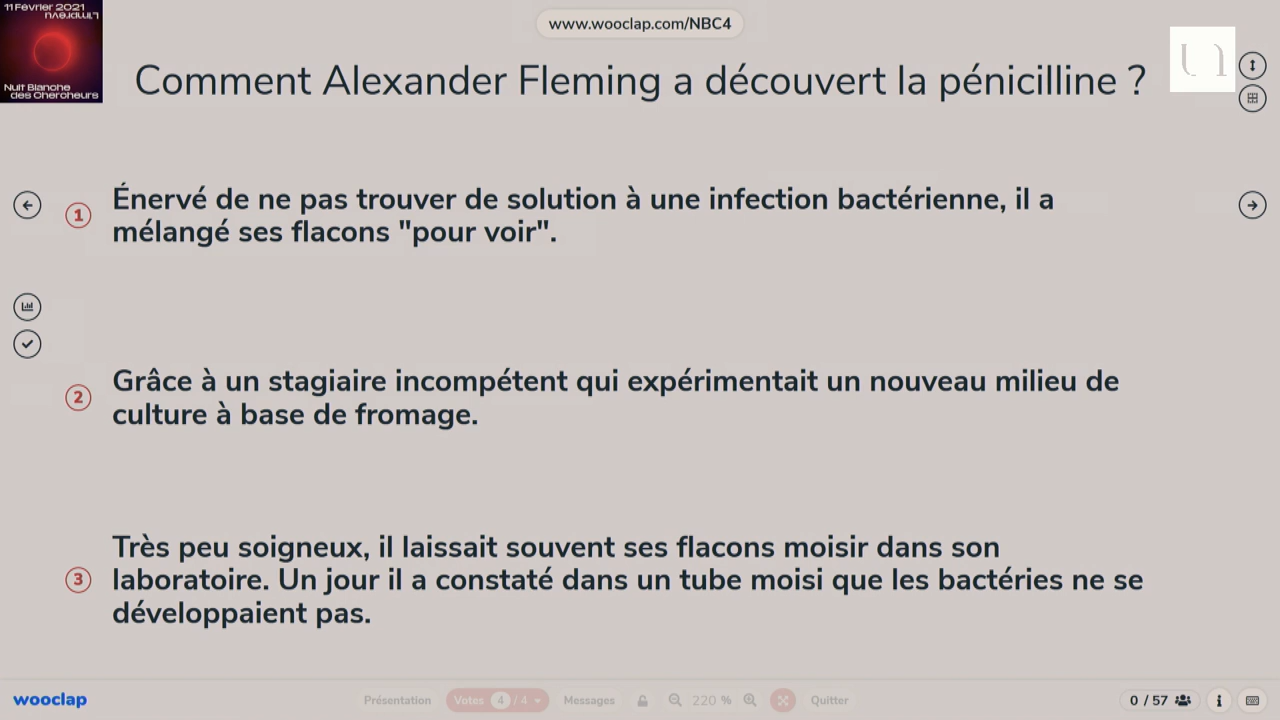 11 Février 2021
L'imprévu
Nuit Blanche
des Chercheurs
www.wooclap.com/NBC4
Comment Alexander Fleming a découvert la pénicilline ?
1
Énervé de ne pas trouver de solution à une infection bactérienne, il a
mélangé ses flacons "pour voir".
2
Grâce à un stagiaire incompétent qui expérimentait un nouveau milieu de
culture à base de fromage.
3
Très peu soigneux, il laissait souvent ses flacons moisir dans son
laboratoire. Un jour il a constaté dans un tube moisi que les bactéries ne se
développaient pas.
wooclap
Présentation Votes 4 / 4 Messages 220 % Quitter
0 / 57